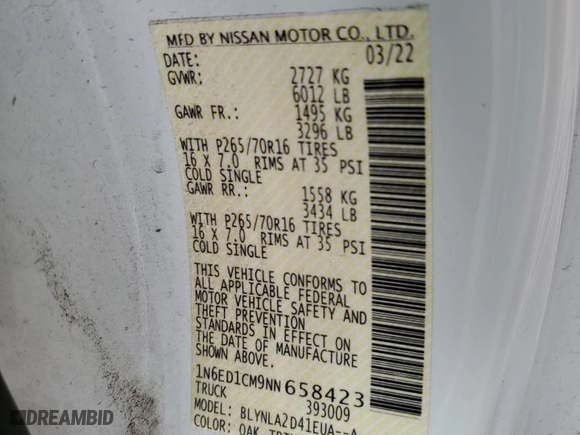 MFD BY NISSAN MOTOR CO., LTD.
DATE: 03/22
GVWR: 2727 KG
6012 LB
GAWR FR.: 1495 KG
3296 LB
WITH P265/70R16 TIRES
16 X 7.0 RIMS AT 35 PSI
COLD SINGLE
GAWR RR.: 1558 KG
3434 LB
WITH P265/70R16 TIRES
16 X 7.0 RIMS AT 35 PSI
COLD SINGLE
THIS VEHICLE CONFORMS TO
ALL APPLICABLE FEDERAL
MOTOR VEHICLE SAFETY AND
THEFT PREVENTION
STANDARDS IN EFFECT ON
THE DATE OF MANUFACTURE
SHOWN ABOVE.
1N6ED1CM9NN658423
TRUCK 393009
MODEL: BLYNLA2D41EUA--A
COLOR: QAK
DREAMBID